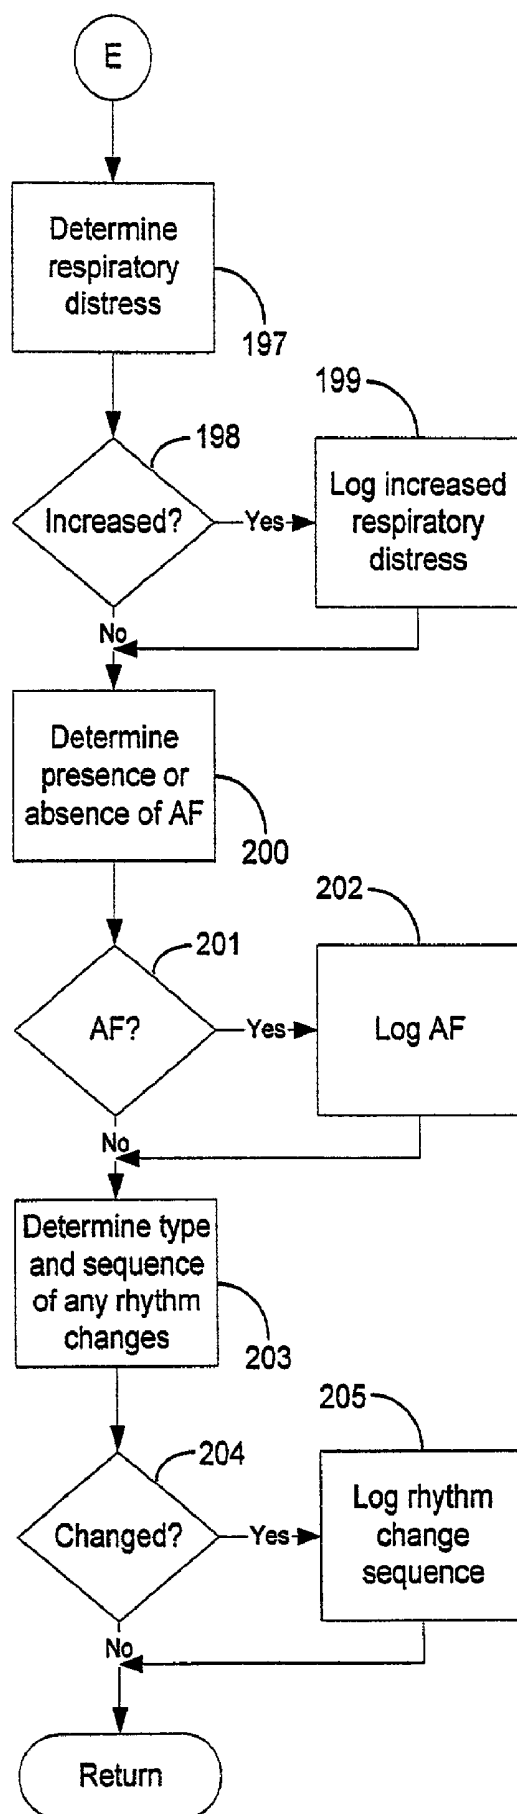 E
Determine
respiratory
distress
197
198
199
Increased?
Yes
Log increased
respiratory
distress
No
Determine
presence or
absence of AF
200
201
202
AF?
Yes
Log AF
No
Determine type
and sequence
of any rhythm
changes
203
204
205
Changed?
Yes
Log rhythm
change
sequence
No
Return